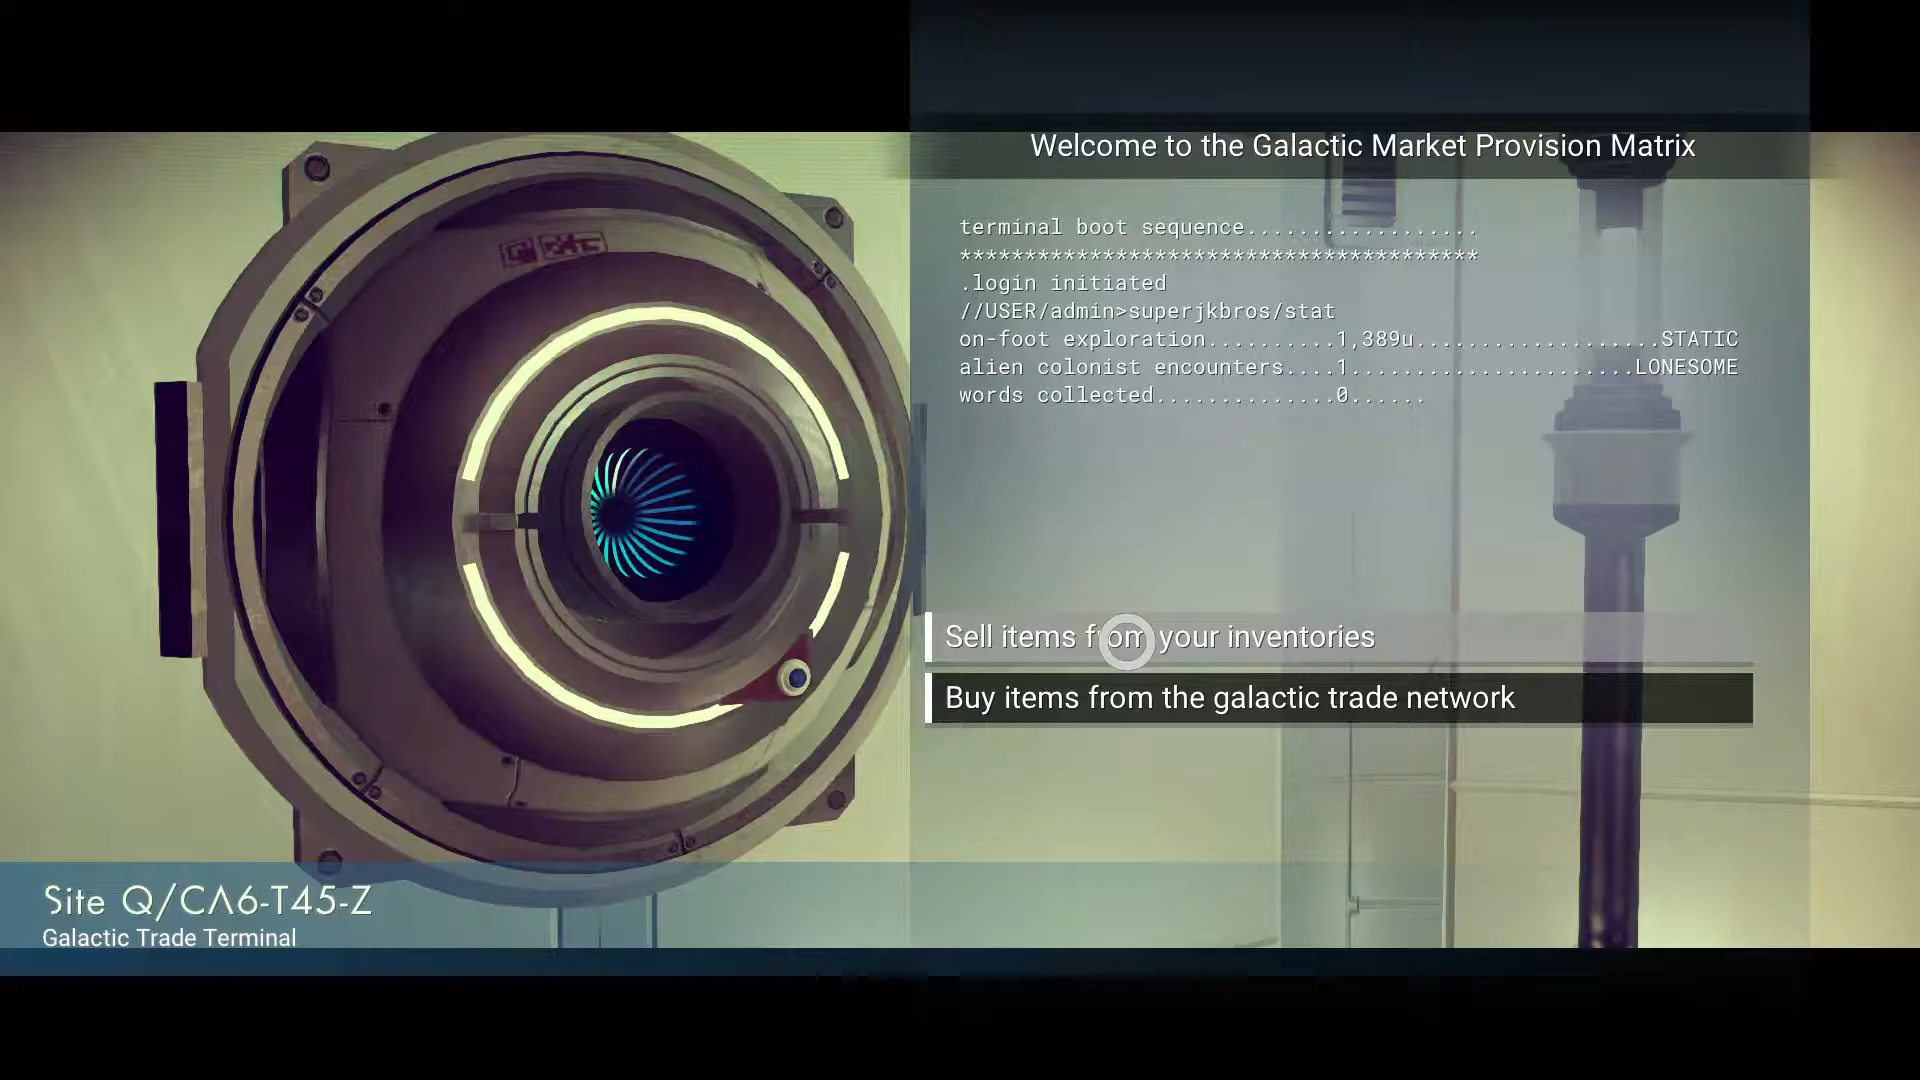 Welcome to the Galactic Market Provision Matrix
terminal boot sequence..................
****************************************
.login initiated
//USER/admin>superjkbros/stat
on-foot exploration..........1,389u...................STATIC
alien colonist encounters....1......................LONESOME
words collected..............0......
Sell items from your inventories
Buy items from the galactic trade network
Site Q/CA6-T45-Z
Galactic Trade Terminal